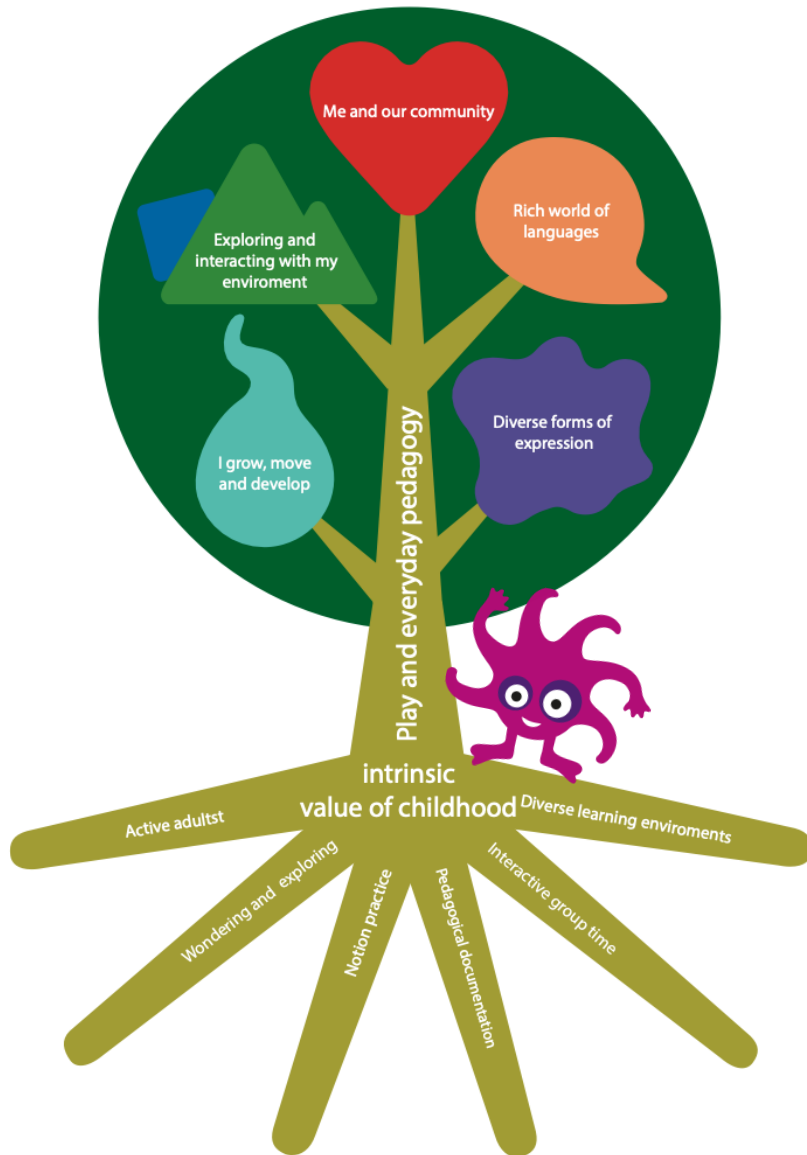 Me and our community
Rich world of
languages
Exploring and
interacting with my
enviroment
Diverse forms of
expression
I grow, move
and develop
Play and everyday pedagogy
intrinsic
value of childhood
Active adultst
Wondering and exploring
Notion practice
Pedagogical documentation
Interactive group time
Diverse learning enviroments